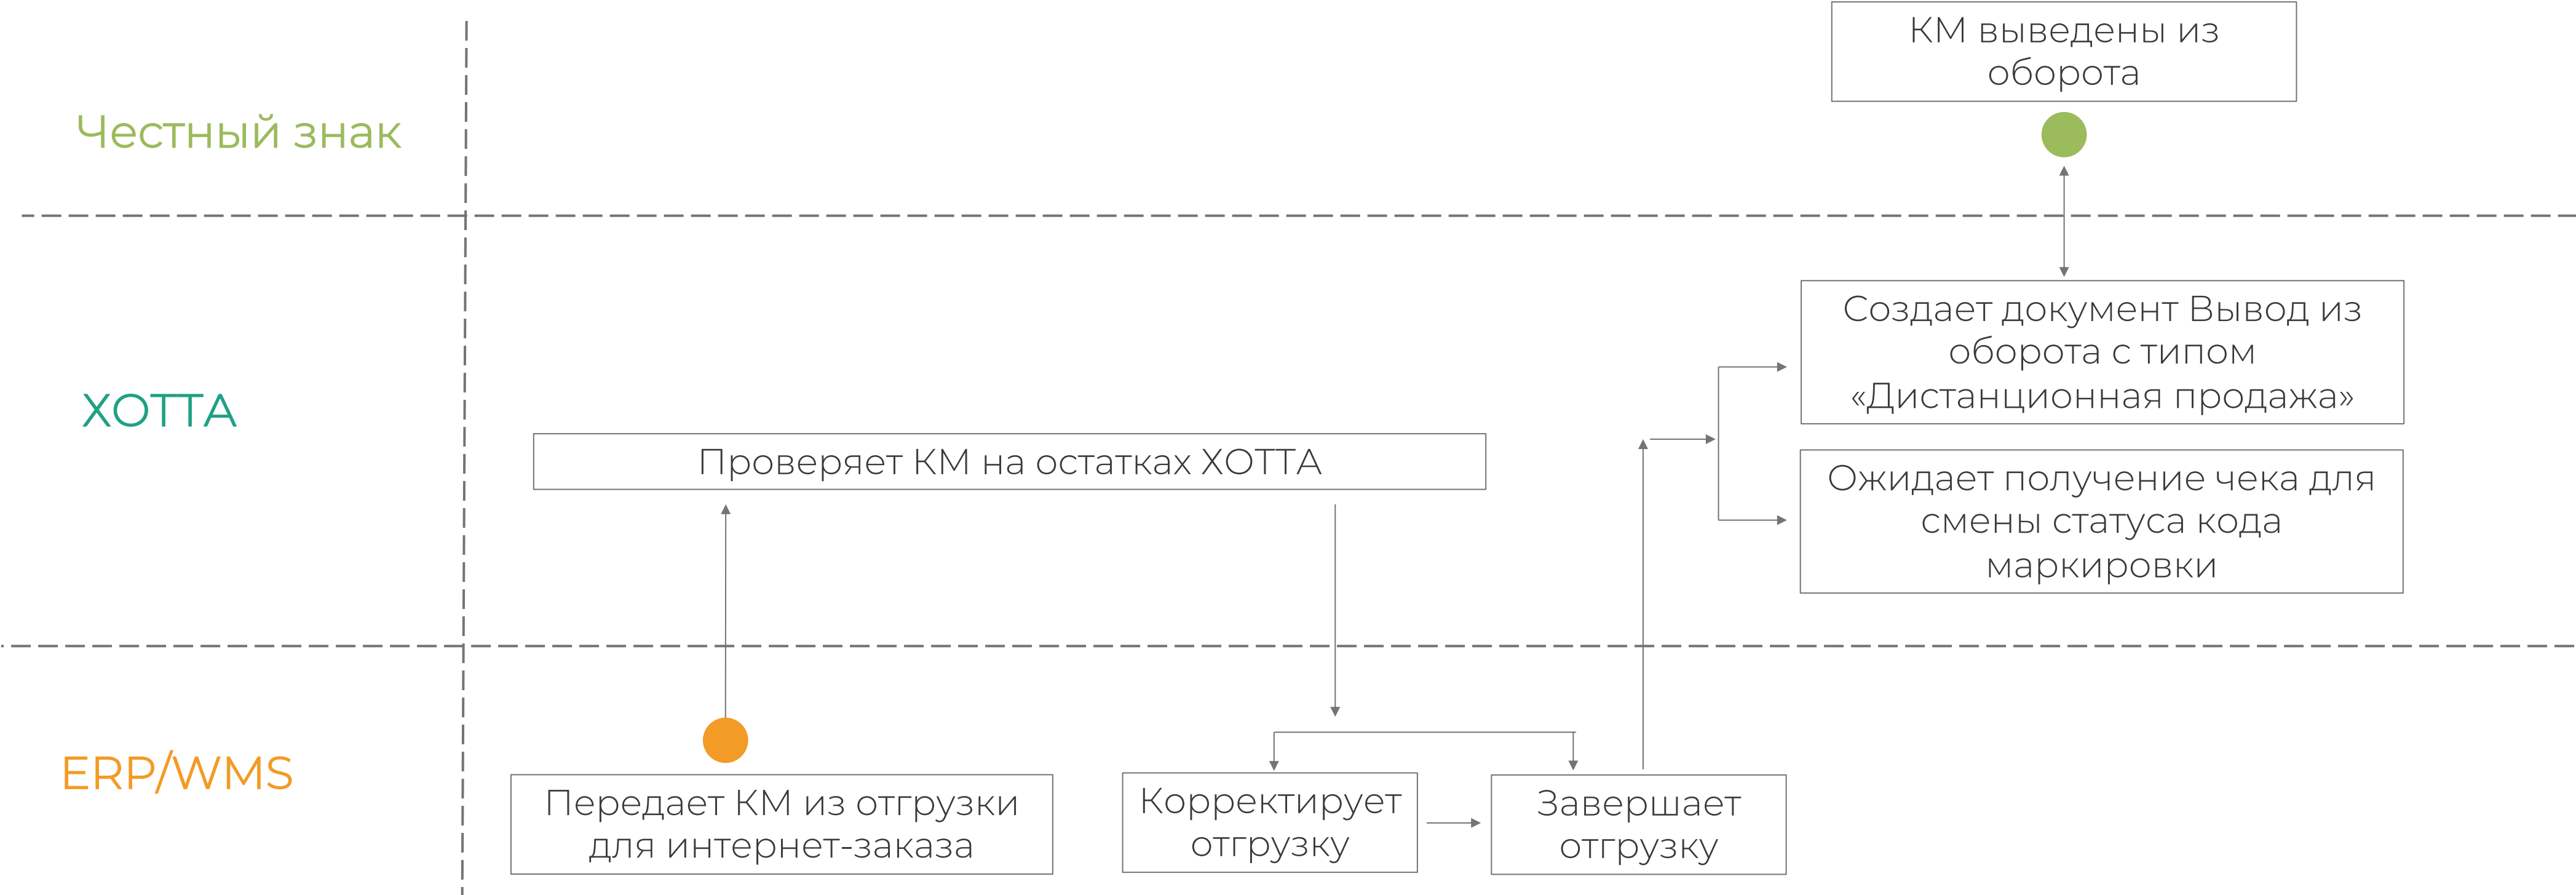 КМ выведены из
оборота
Честный знак
Создает документ Вывод из
оборота с типом
«Дистанционная продажа»
ХОТТА
Проверяет КМ на остатках ХОТТА
Ожидает получение чека для
смены статуса кода
маркировки
ERP/WMS
Передает КМ из отгрузки
для интернет-заказа
Корректирует
отгрузку
Завершает
отгрузку